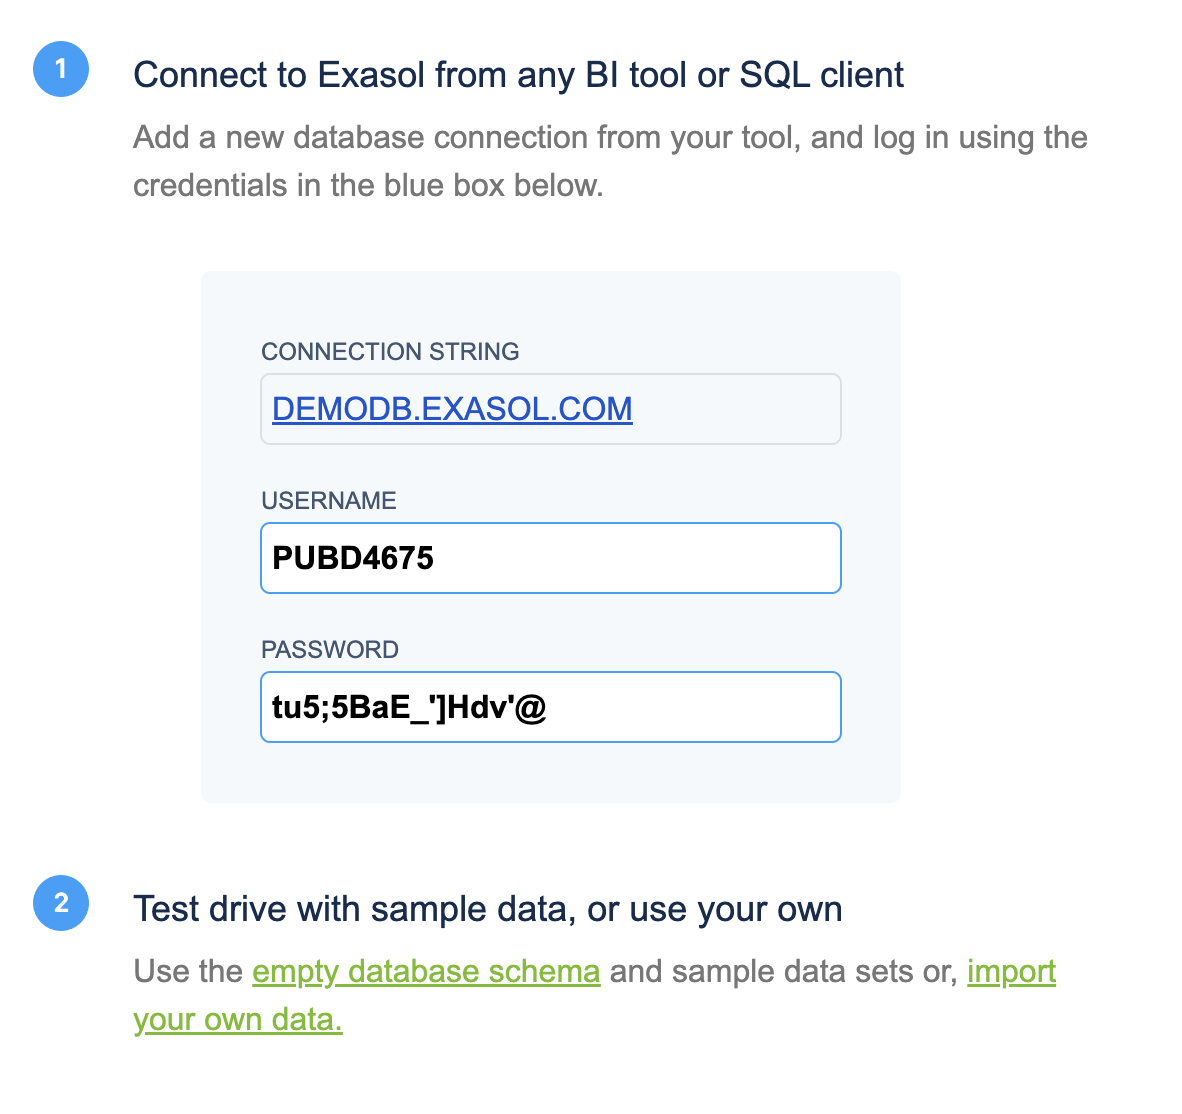 1
Connect to Exasol from any BI tool or SQL client
Add a new database connection from your tool, and log in using the
credentials in the blue box below.
CONNECTION STRING
DEMODB.EXASOL.COM
USERNAME
PUBD4675
PASSWORD
tu5;5BaE_']Hdv'@
2
Test drive with sample data, or use your own
Use the empty database schema and sample data sets or, import
your own data.